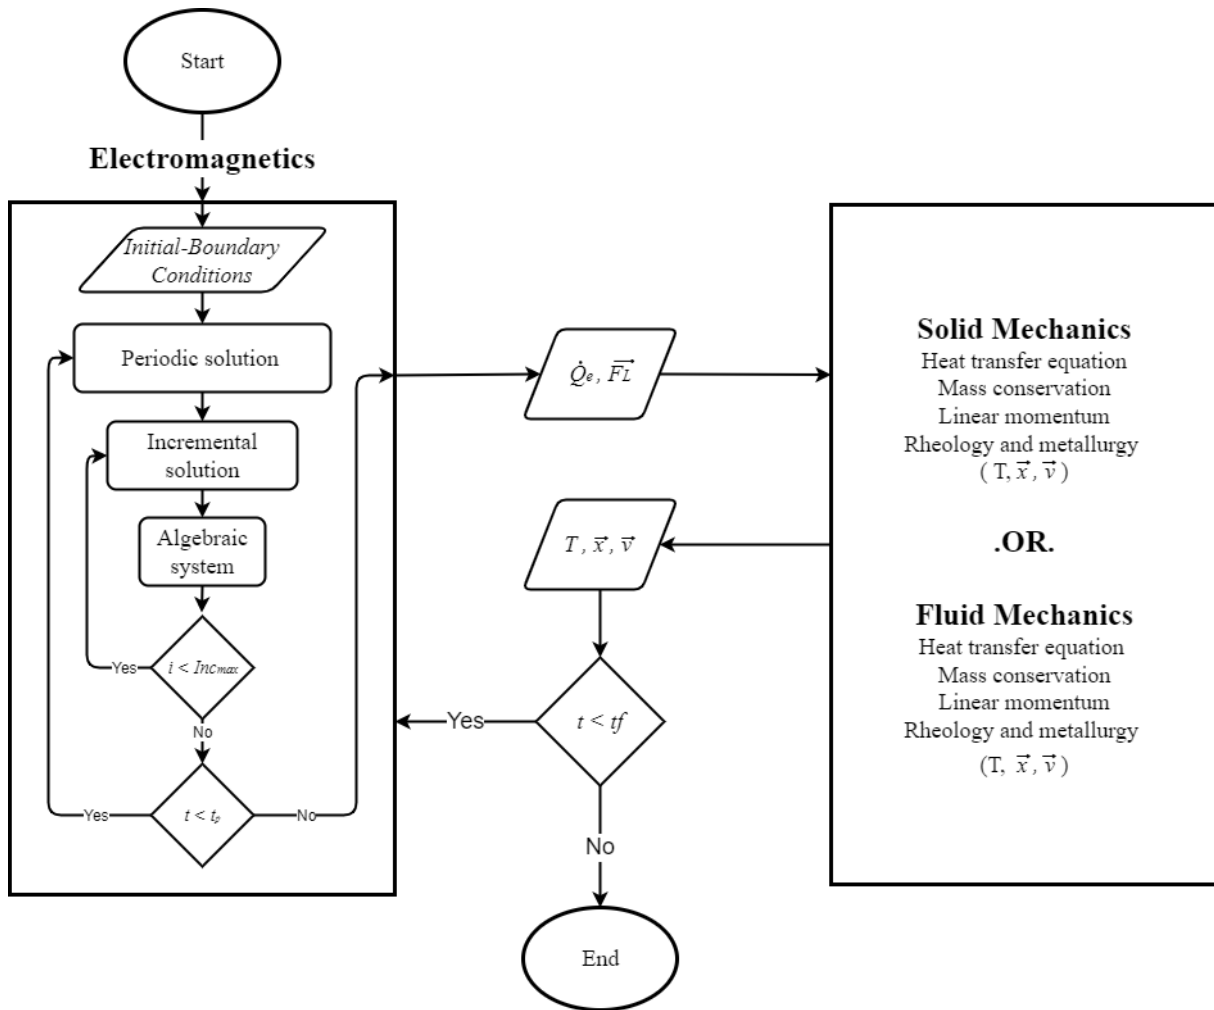 Start
Electromagnetics
Initial-Boundary
Conditions
Periodic solution
Incremental
solution
Algebraic
system
i < Incmax
Yes
No
t < tp
Yes
No
Q̇e , F⃗L
T , x⃗ , v⃗
t < tf
Yes
No
End
Solid Mechanics
Heat transfer equation
Mass conservation
Linear momentum
Rheology and metallurgy
( T, x⃗ , v⃗ )
.OR.
Fluid Mechanics
Heat transfer equation
Mass conservation
Linear momentum
Rheology and metallurgy
(T, x⃗ , v⃗ )